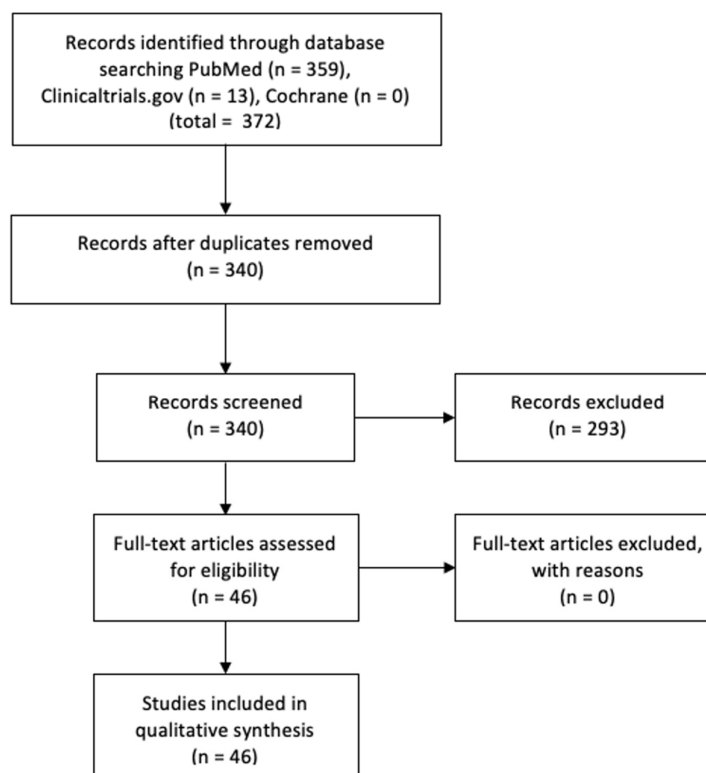 Records identified through database
searching PubMed (n = 359),
Clinicaltrials.gov (n = 13), Cochrane (n = 0)
(total =  372)
Records after duplicates removed
(n = 340)
Records screened
(n = 340)
Records excluded
(n = 293)
Full-text articles assessed
for eligibility
(n = 46)
Full-text articles excluded,
with reasons
(n = 0)
Studies included in
qualitative synthesis
(n = 46)